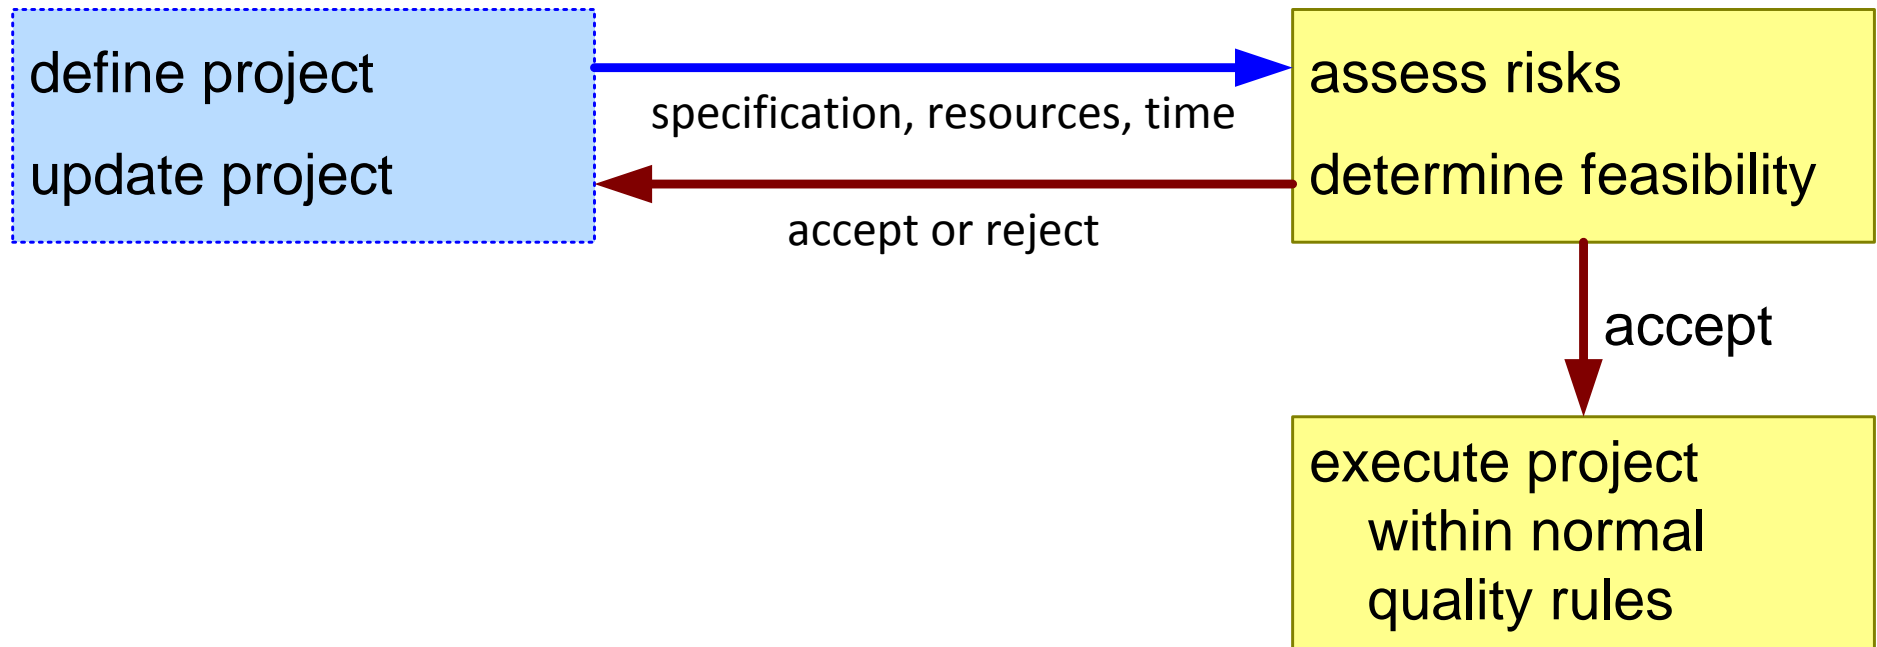 define project
update project
specification, resources, time
accept or reject
assess risks
determine feasibility
accept
execute project
within normal
quality rules